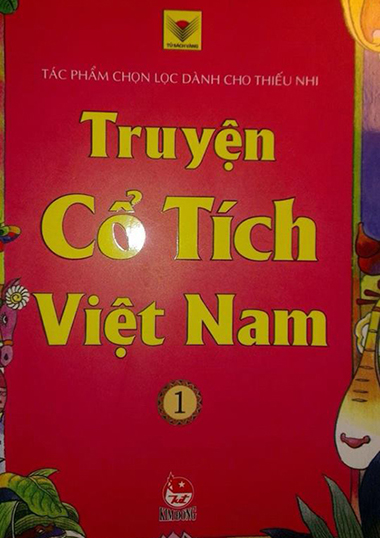 TỦ SÁCH VÀNG
TÁC PHẨM CHỌN LỌC DÀNH CHO THIẾU NHI
Truyện
Cổ Tích
Việt Nam
1
KIM ĐỒNG